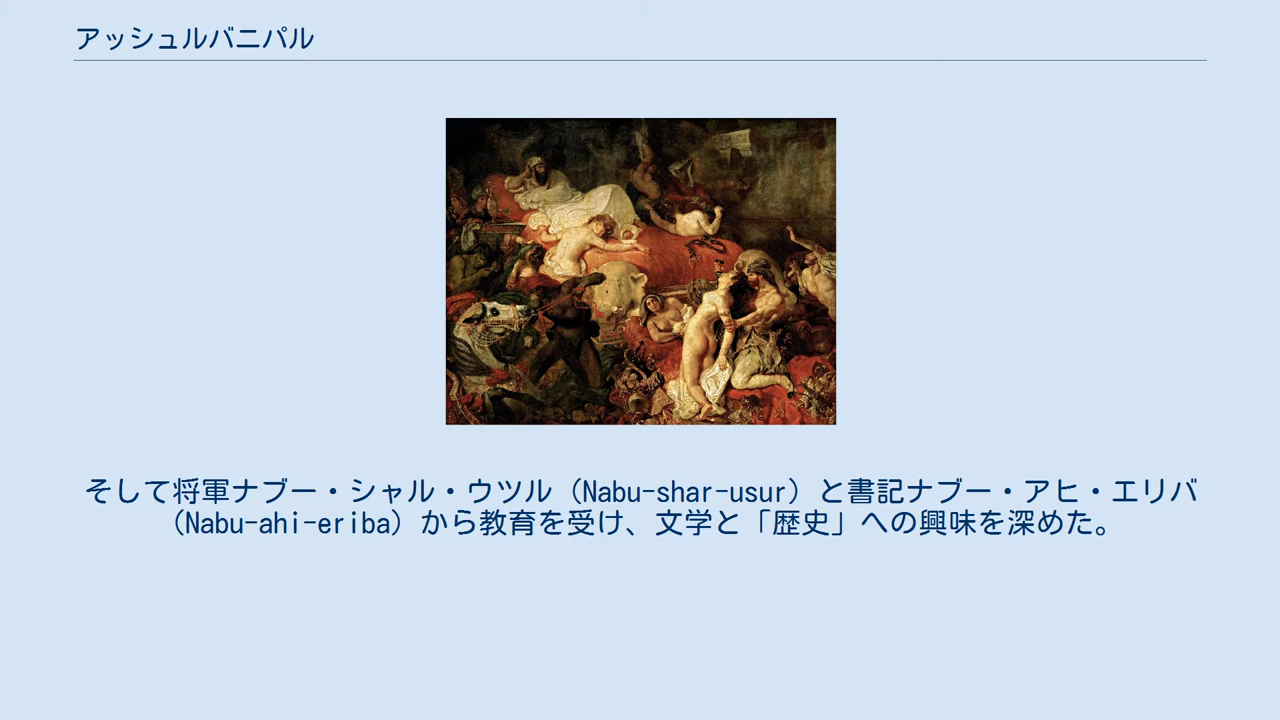 アッシュルバニパル
そして将軍ナブー・シャル・ウツル（Nabu-shar-usur）と書記ナブー・アヒ・エリバ
（Nabu-ahi-eriba）から教育を受け、文学と「歴史」への興味を深めた。